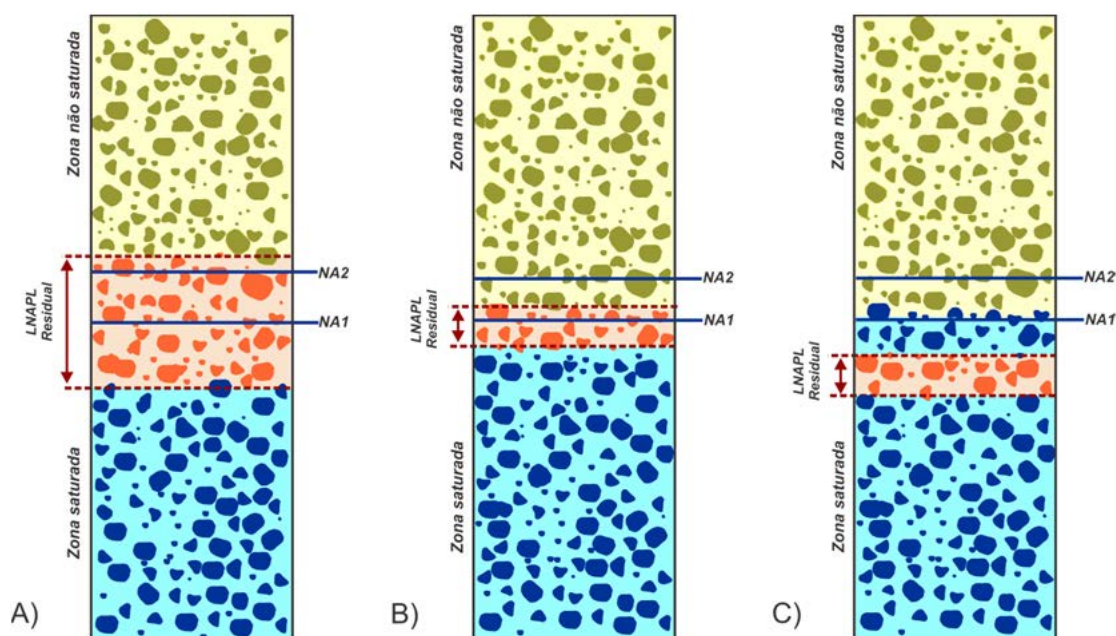 Zona não saturada
NA2
LNAPL
Residual
NA1
Zona saturada
A)
Zona não saturada
NA2
LNAPL
Residual
NA1
Zona saturada
B)
Zona não saturada
NA2
NA1
LNAPL
Residual
Zona saturada
C)